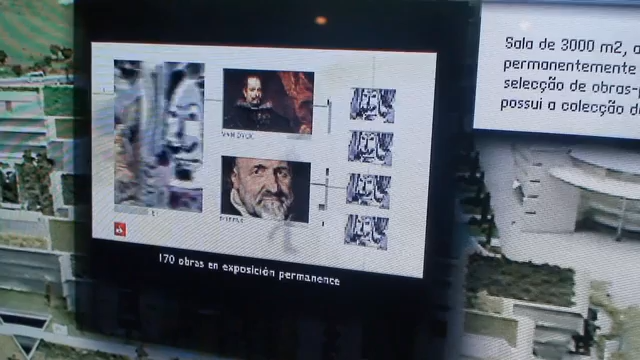 VAN DYCK
170 obras en exposición permanence
Sala de 3000 m2, a
permanentemente
selecção de obras-p
possui a colecção d